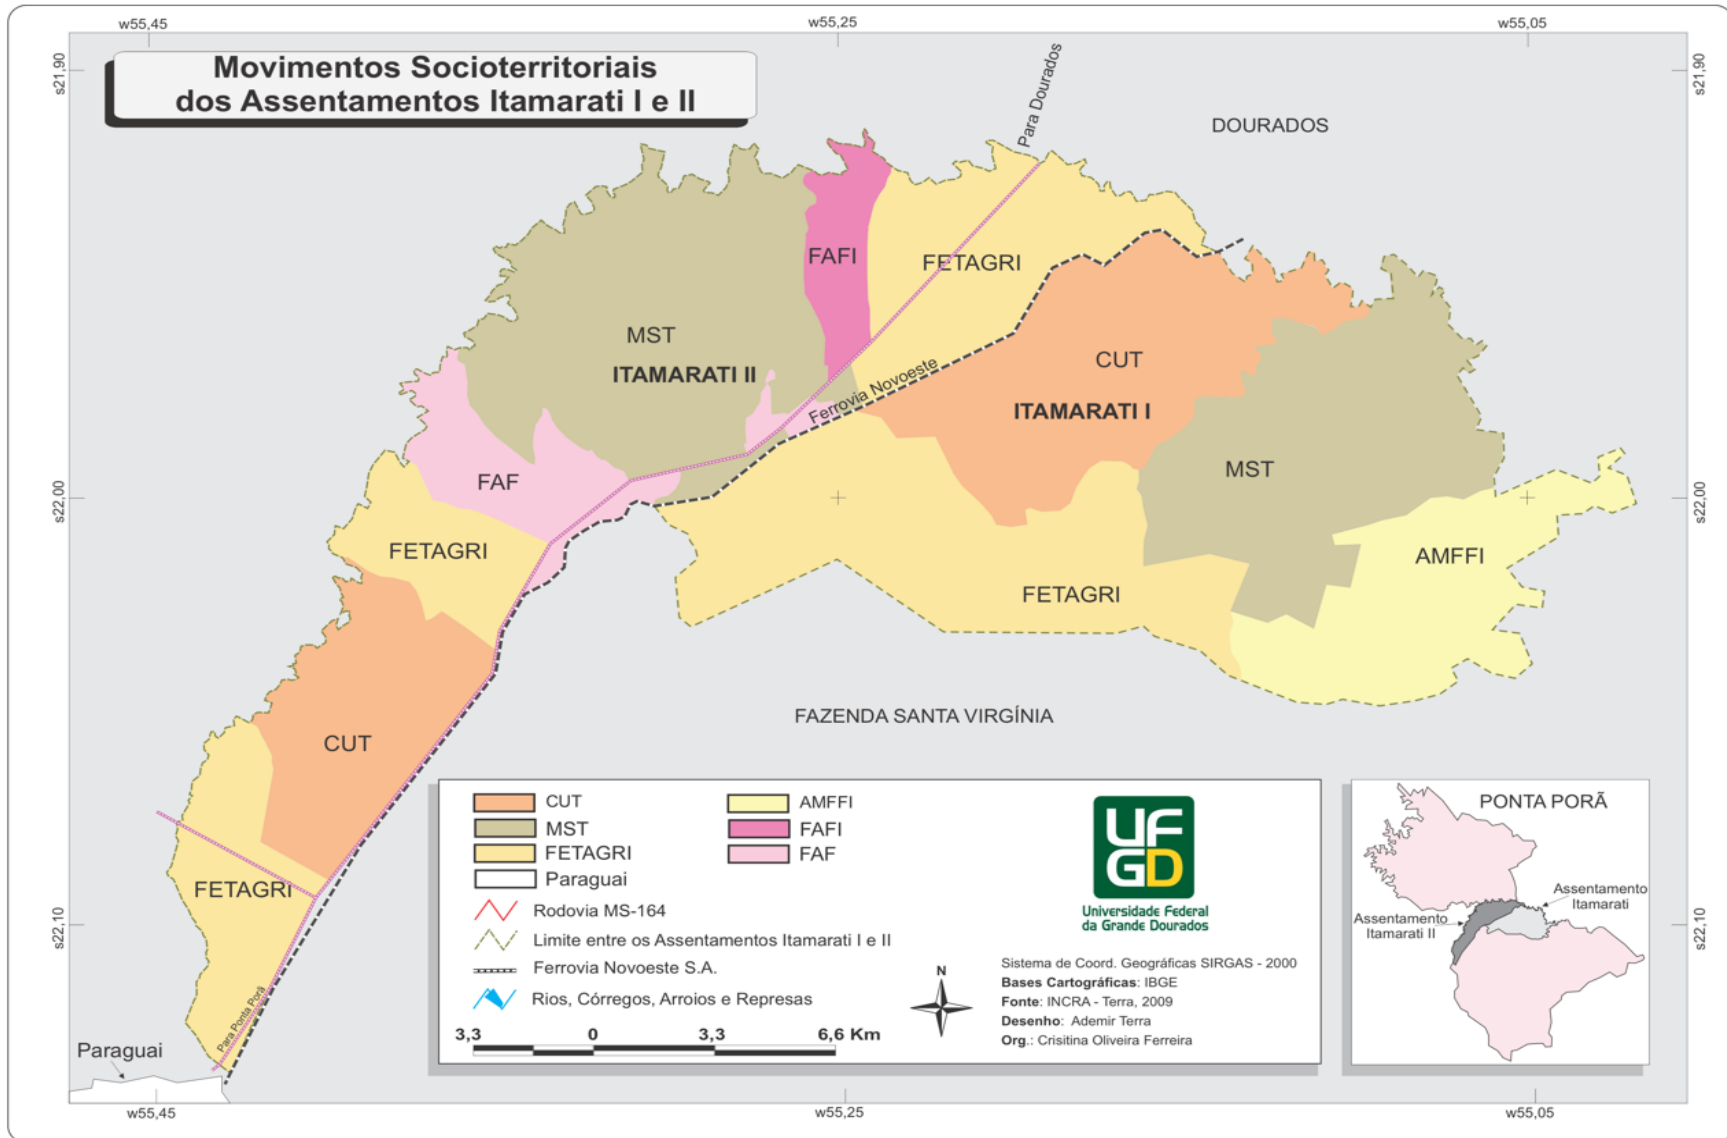 w55,45
w55,25
w55,05
s21,90
s21,90
Movimentos Socioterritoriais
dos Assentamentos Itamarati I e II
Para Dourados
DOURADOS
FAFI
FETAGRI
MST
ITAMARATI II
CUT
Ferrovia Novoeste
ITAMARATI I
MST
FAF
s22,00
s22,00
FETAGRI
AMFFI
FETAGRI
FAZENDA SANTA VIRGÍNIA
CUT
FETAGRI
s22,10
s22,10
Para Ponta Porã
Paraguai
CUT
MST
FETAGRI
Paraguai
AMFFI
FAFI
FAF
Rodovia MS-164
Limite entre os Assentamentos Itamarati I e II
Ferrovia Novoeste S.A.
Rios, Córregos, Arroios e Represas
3,3 0 3,3 6,6 Km
UF
GD
Universidade Federal
da Grande Dourados
N
Sistema de Coord. Geográficas SIRGAS - 2000
Bases Cartográficas: IBGE
Fonte: INCRA - Terra, 2009
Desenho: Ademir Terra
Org.: Crisitina Oliveira Ferreira
PONTA PORÃ
Assentamento
Itamarati
Assentamento
Itamarati II
w55,45
w55,25
w55,05